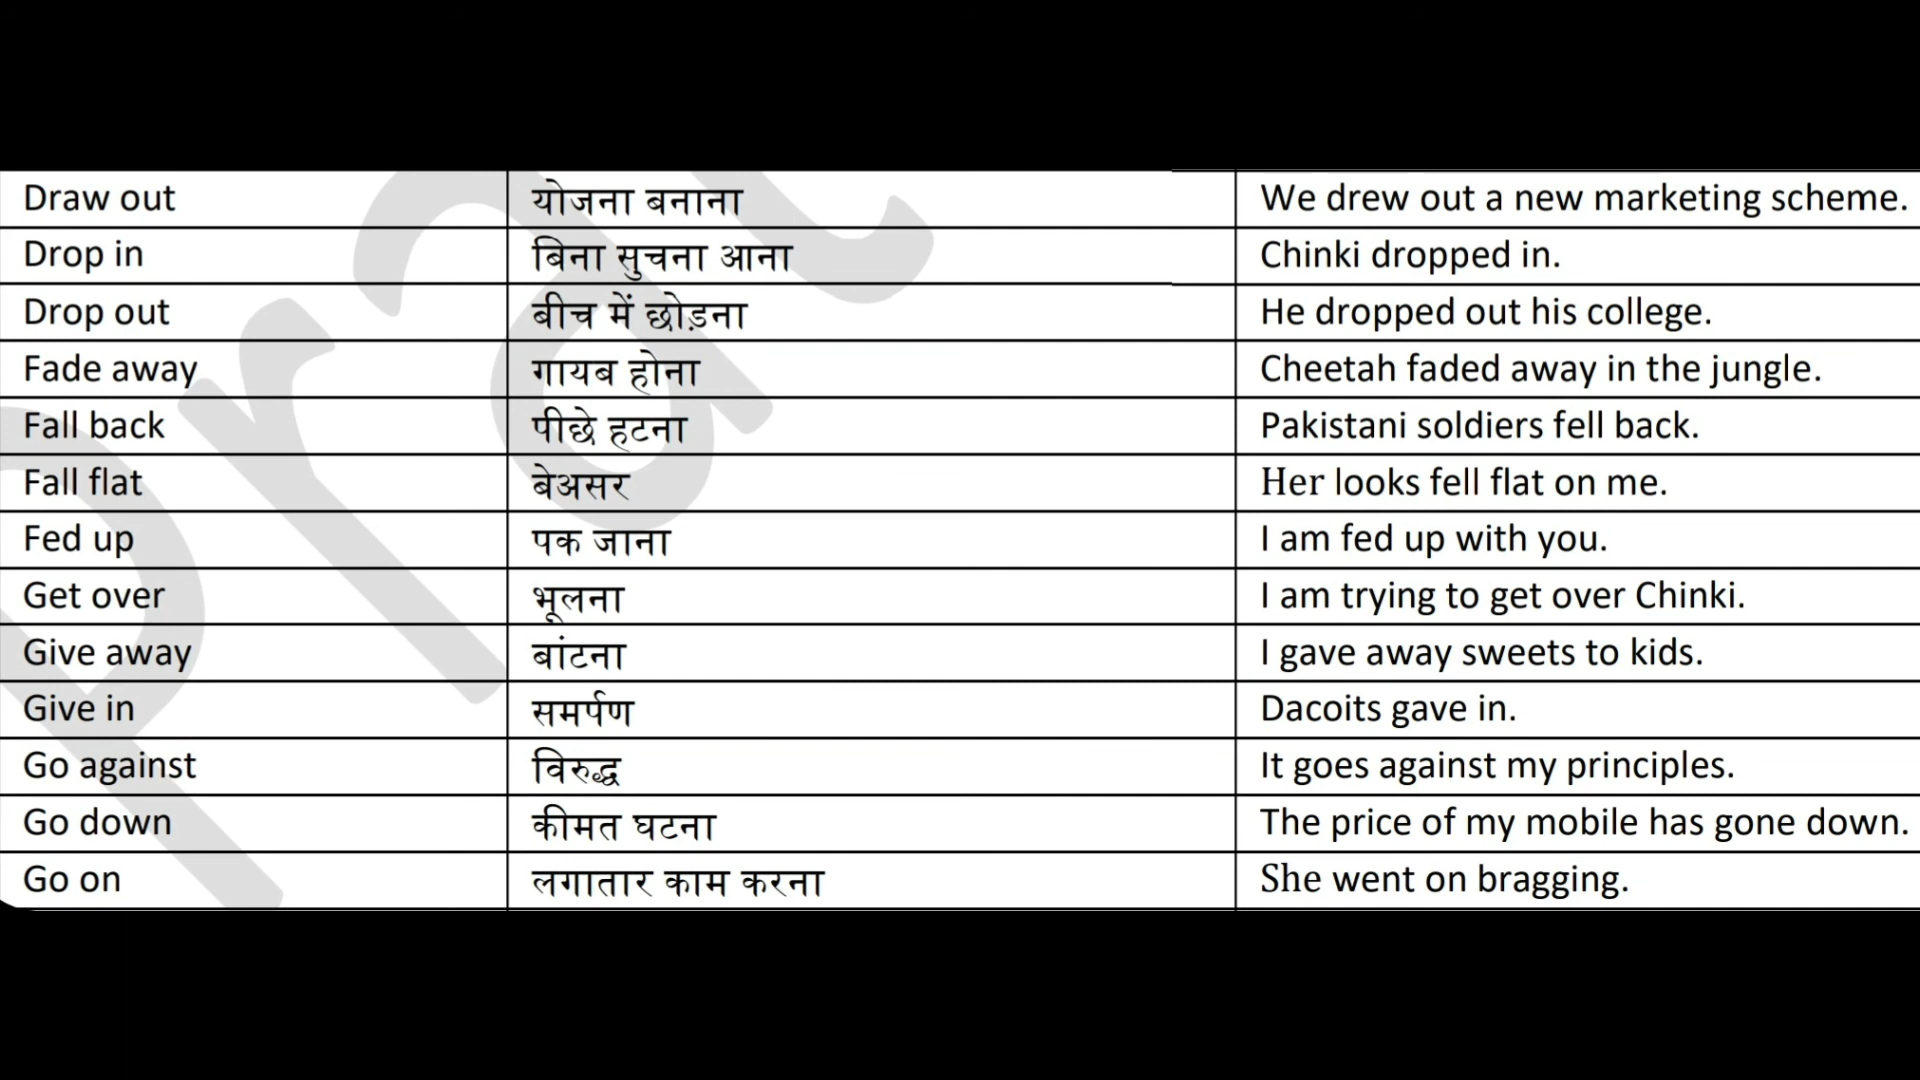 Draw out योजना बनाना We drew out a new marketing scheme.
Drop in बिना सुचना आना Chinki dropped in.
Drop out बीच में छोड़ना He dropped out his college.
Fade away गायब होना Cheetah faded away in the jungle.
Fall back पीछे हटना Pakistani soldiers fell back.
Fall flat बेअसर Her looks fell flat on me.
Fed up पक जाना I am fed up with you.
Get over भूलना I am trying to get over Chinki.
Give away बांटना I gave away sweets to kids.
Give in समर्पण Dacoits gave in.
Go against विरुद्ध It goes against my principles.
Go down कीमत घटना The price of my mobile has gone down.
Go on लगातार काम करना She went on bragging.